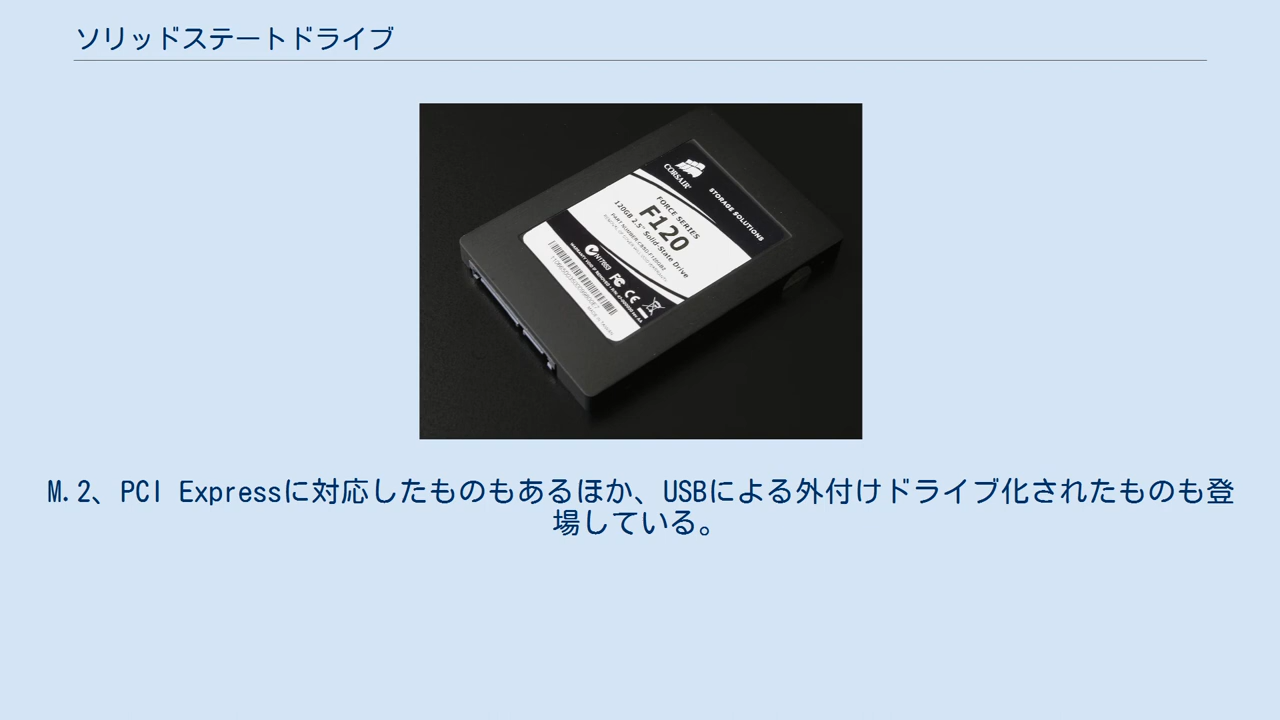 ソリッドステートドライブ
CORSAIR
STORAGE SOLUTIONS
FORCE SERIES
F120
120GB 2.5" Solid-State Drive
M.2、PCI Expressに対応したものもあるほか、USBによる外付けドライブ化されたものも登
場している。